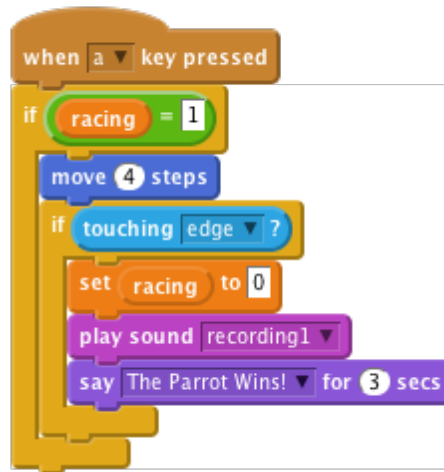 when a key pressed
if racing = 1
move 4 steps
if touching edge ?
set racing to 0
play sound recording1
say The Parrot Wins! for 3 secs